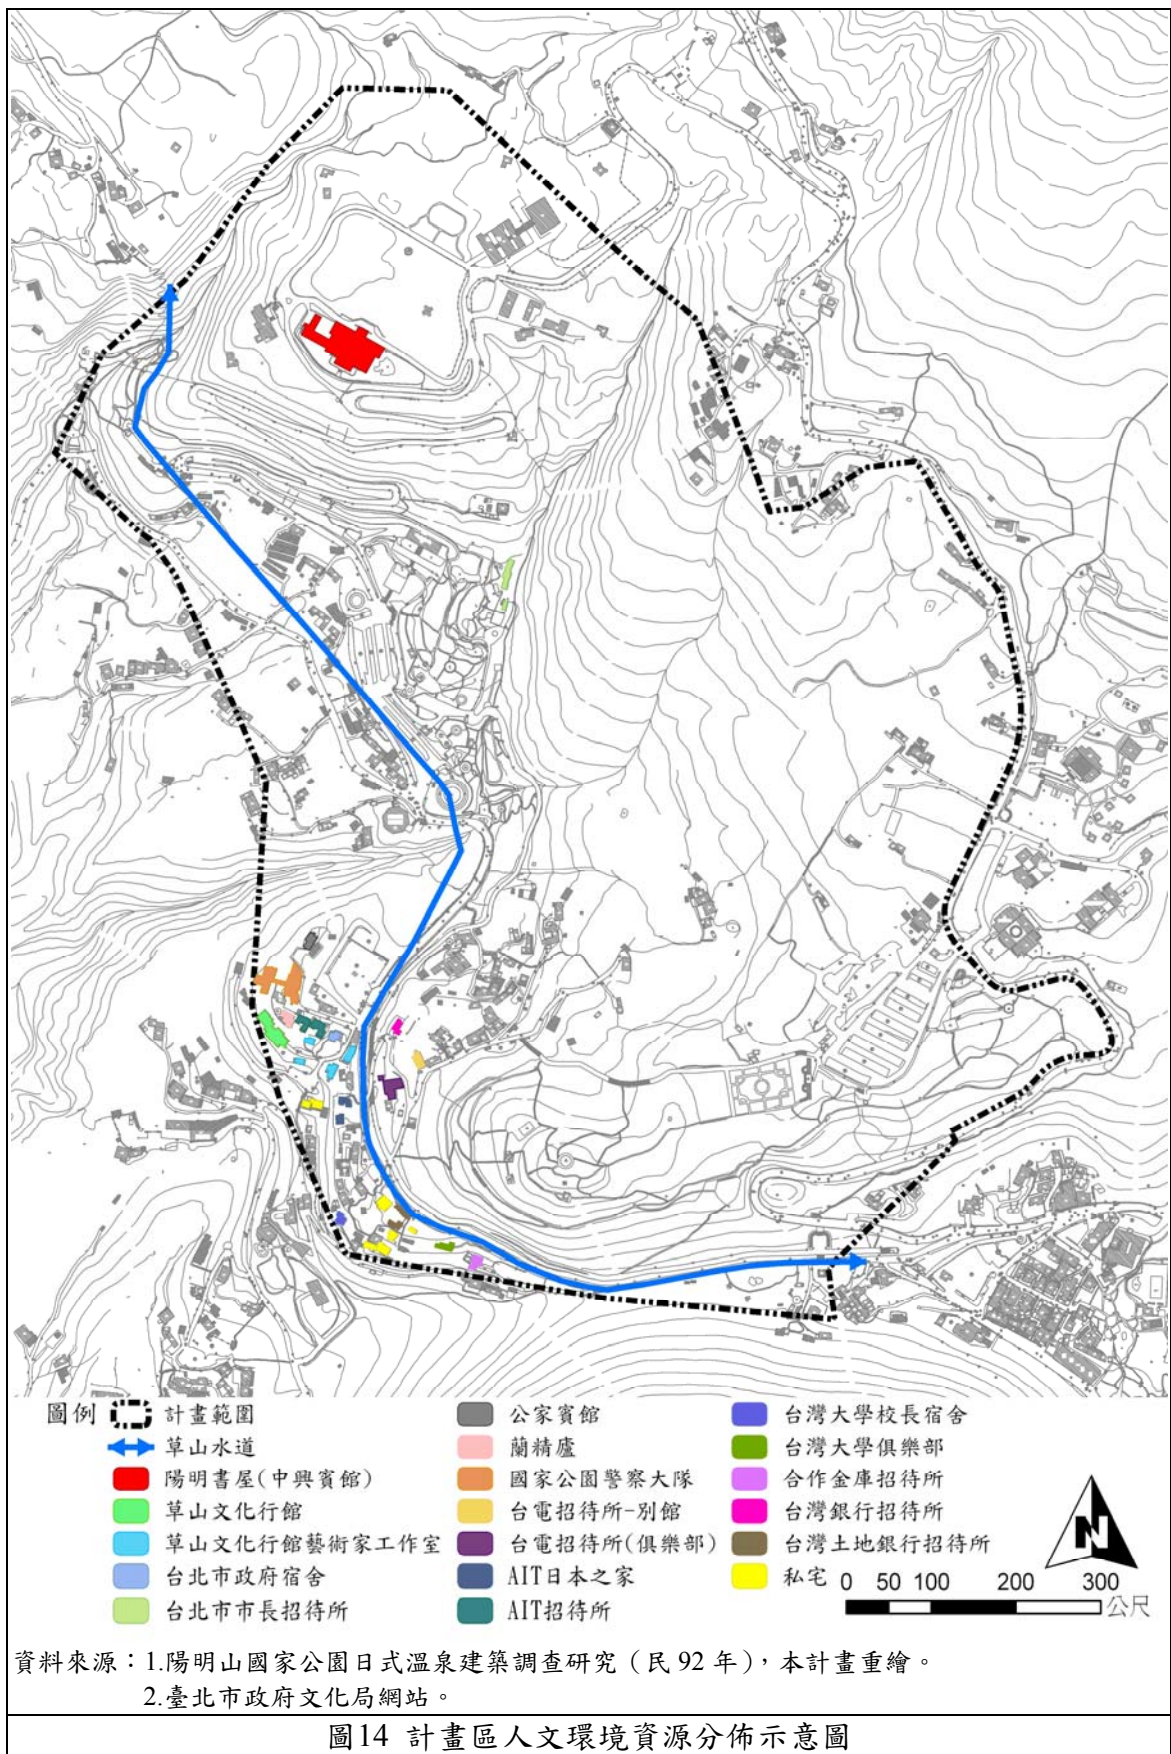 圖例
計畫範圍
草山水道
陽明書屋(中興賓館)
草山文化行館
草山文化行館藝術家工作室
台北市政府宿舍
台北市市長招待所
公家賓館
蘭精廬
國家公園警察大隊
台電招待所-別館
台電招待所(俱樂部)
AIT日本之家
AIT招待所
台灣大學校長宿舍
台灣大學俱樂部
合作金庫招待所
台灣銀行招待所
台灣土地銀行招待所
私宅
N
0 50 100 200 300
公尺
資料來源：1.陽明山國家公園日式溫泉建築調查研究（民 92 年），本計畫重繪。
2.臺北市政府文化局網站。
圖14 計畫區人文環境資源分佈示意圖